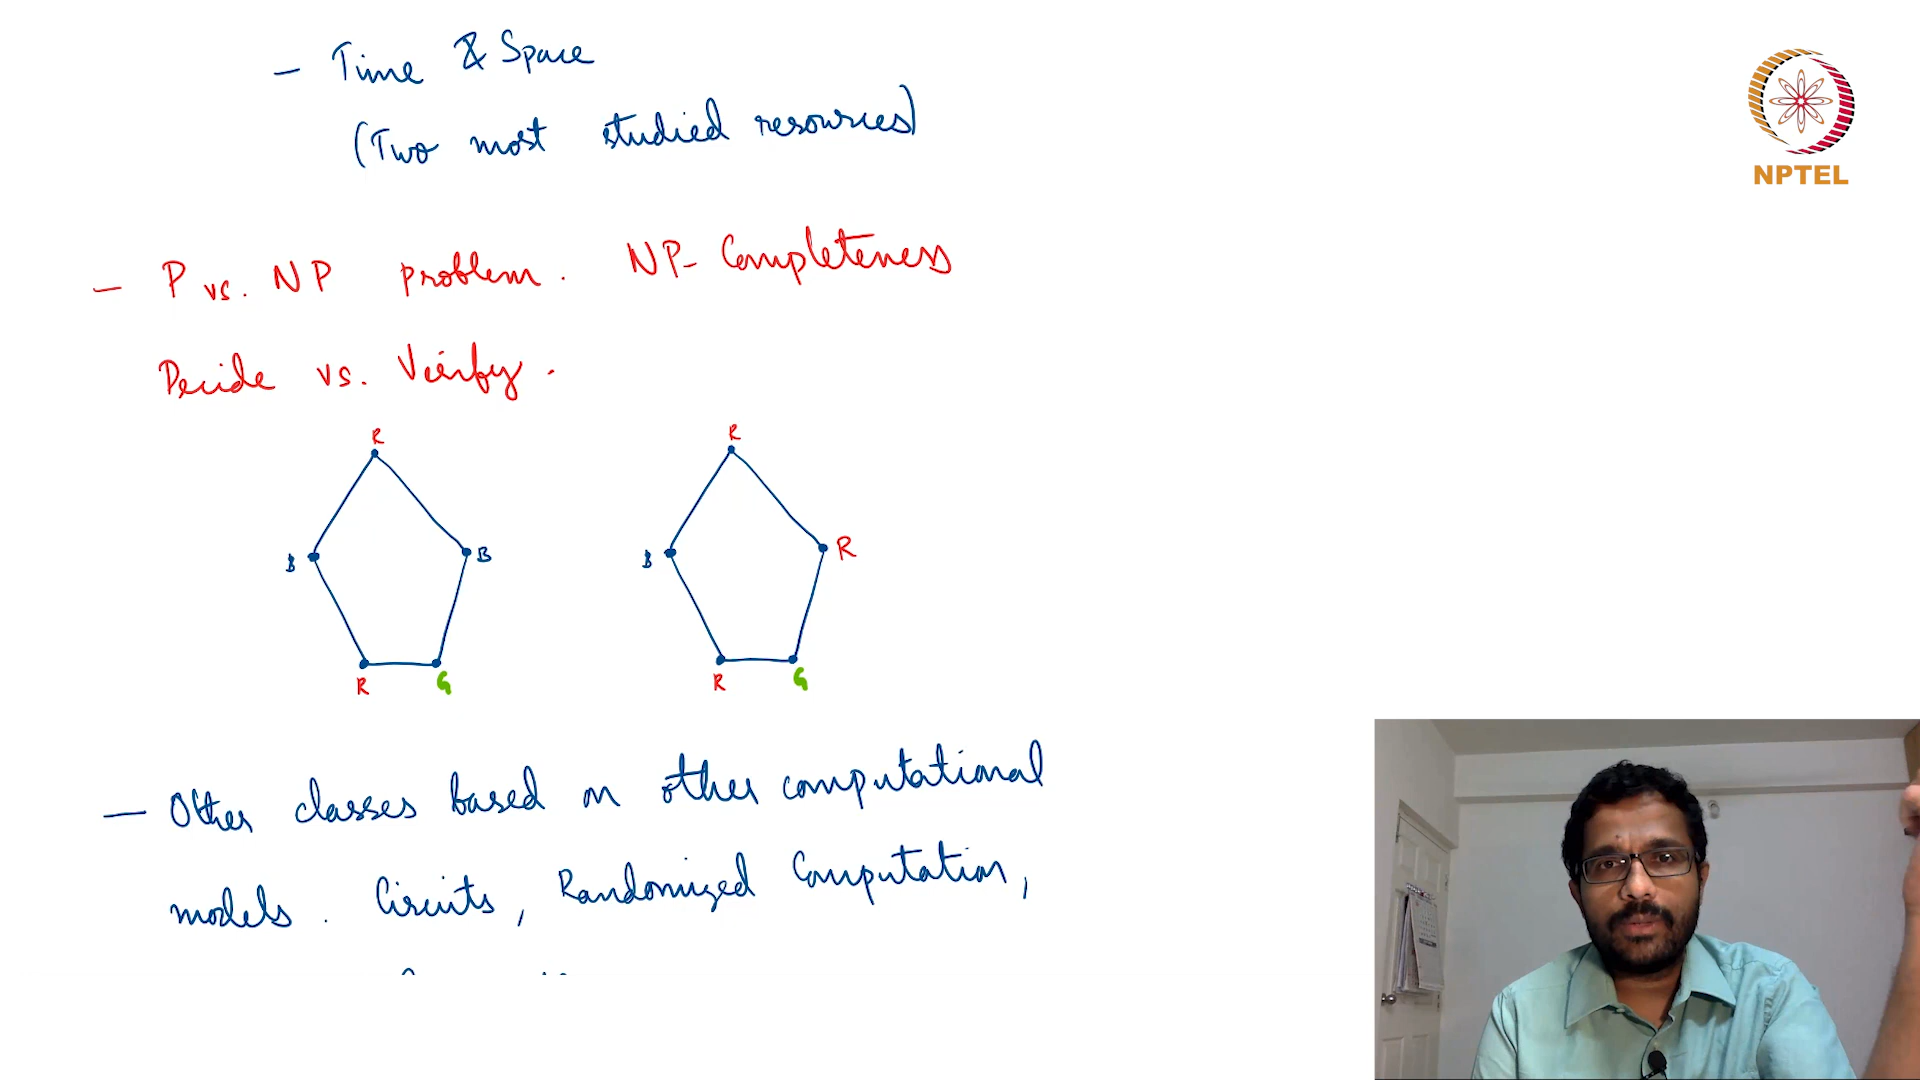 - Time & Space
(Two most studied resources)
NPTEL
- P vs. NP problem. NP-Completeness
Decide vs. Verify.
R
B
B
R
G
R
B
R
R
G
- Other classes based on other computational
models. Circuits, Randomized Computation,